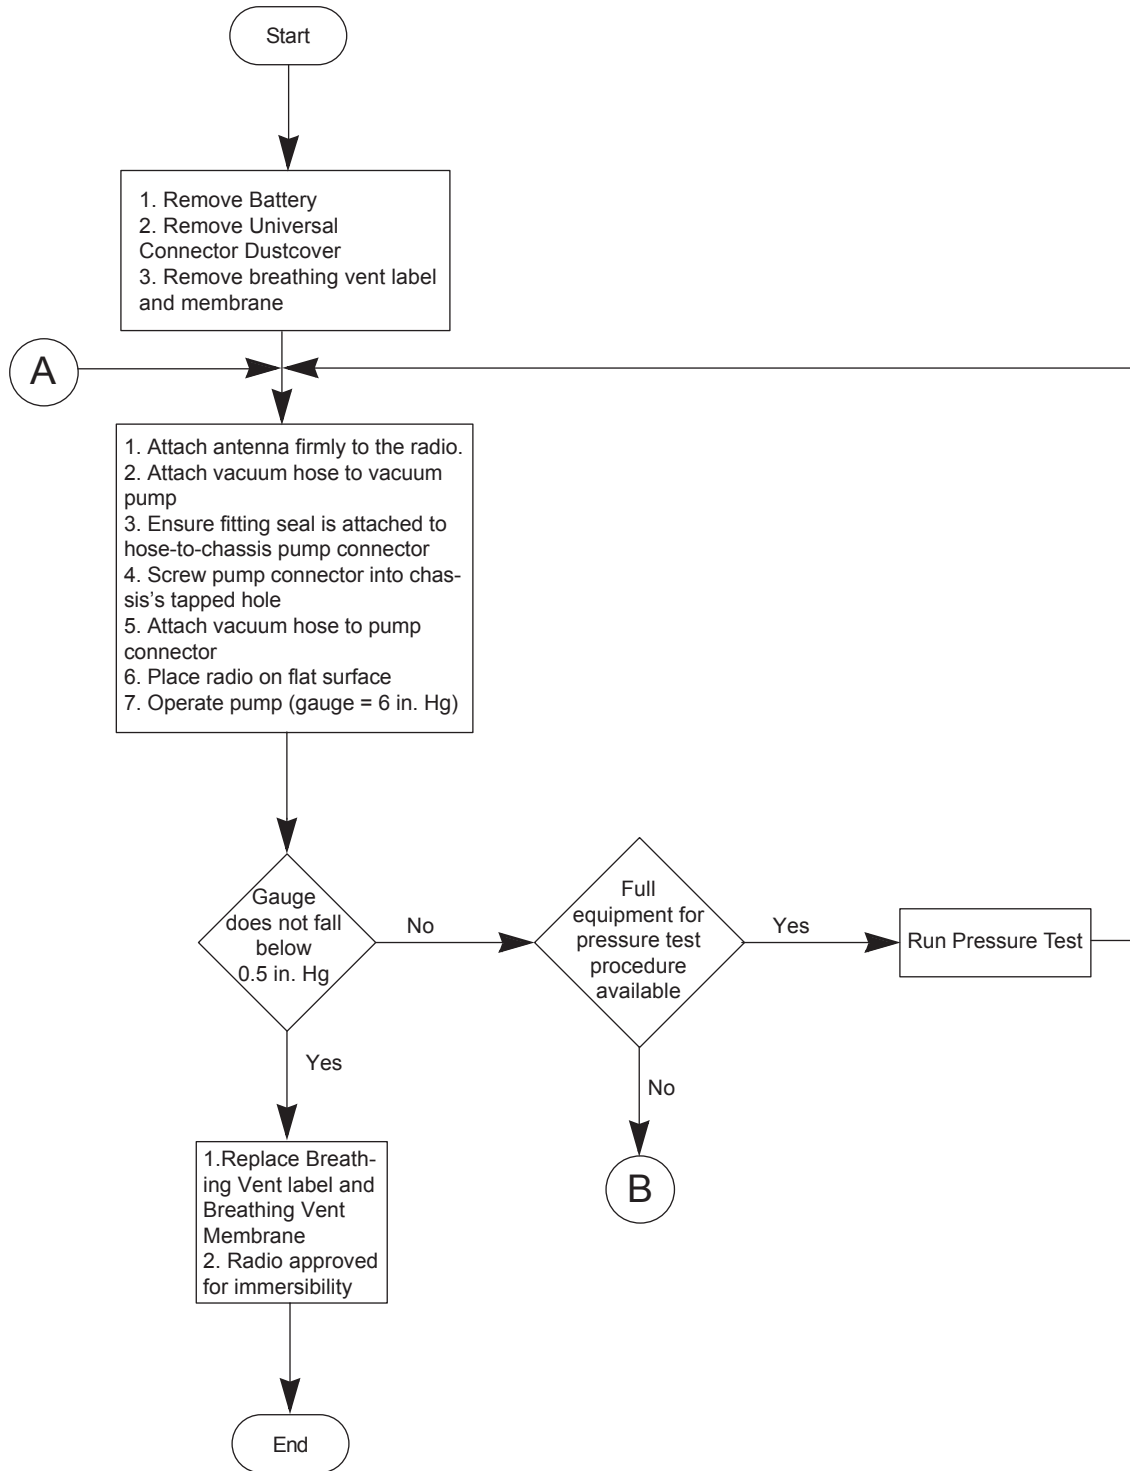 Start
1. Remove Battery
2. Remove Universal
Connector Dustcover
3. Remove breathing vent label
and membrane
A
1. Attach antenna firmly to the radio.
2. Attach vacuum hose to vacuum
pump
3. Ensure fitting seal is attached to
hose-to-chassis pump connector
4. Screw pump connector into chas-
sis's tapped hole
5. Attach vacuum hose to pump
connector
6. Place radio on flat surface
7. Operate pump (gauge = 6 in. Hg)
Gauge
does not fall
below
0.5 in. Hg
No
Full
equipment for
pressure test
procedure
available
Yes
Run Pressure Test
Yes
No
1.Replace Breath-
ing Vent label and
Breathing Vent
Membrane
2. Radio approved
for immersibility
B
End